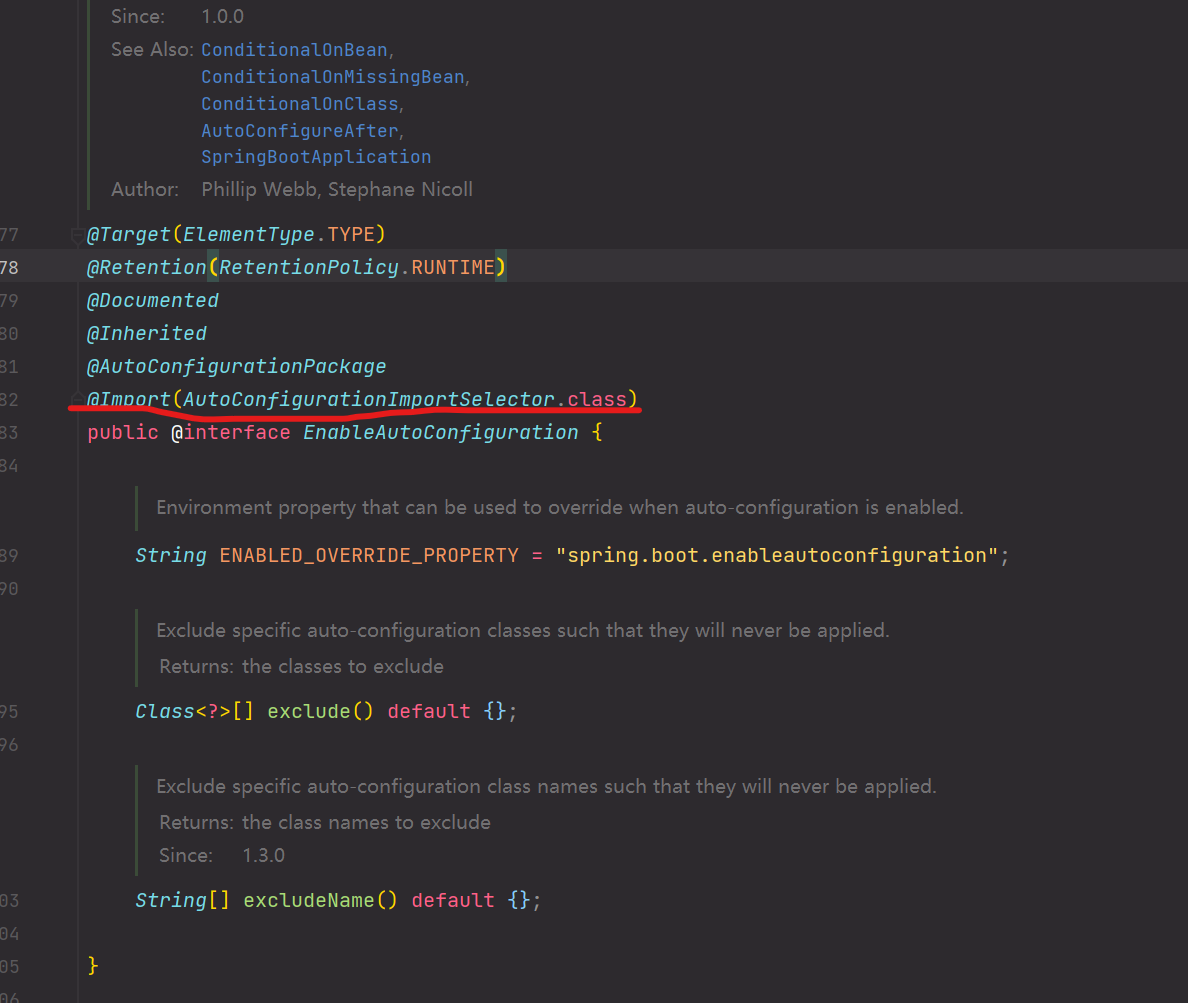 Since: 1.0.0
See Also: ConditionalOnBean,
ConditionalOnMissingBean,
ConditionalOnClass,
AutoConfigureAfter,
SpringBootApplication
Author: Phillip Webb, Stephane Nicoll
77 @Target(ElementType.TYPE)
78 @Retention(RetentionPolicy.RUNTIME)
79 @Documented
80 @Inherited
81 @AutoConfigurationPackage
82 @Import(AutoConfigurationImportSelector.class)
83 public @interface EnableAutoConfiguration {
84
Environment property that can be used to override when auto-configuration is enabled.
89 String ENABLED_OVERRIDE_PROPERTY = "spring.boot.enableautoconfiguration";
90
Exclude specific auto-configuration classes such that they will never be applied.
Returns: the classes to exclude
95 Class<?>[] exclude() default {};
96
Exclude specific auto-configuration class names such that they will never be applied.
Returns: the class names to exclude
Since: 1.3.0
03 String[] excludeName() default {};
04
05 }
06